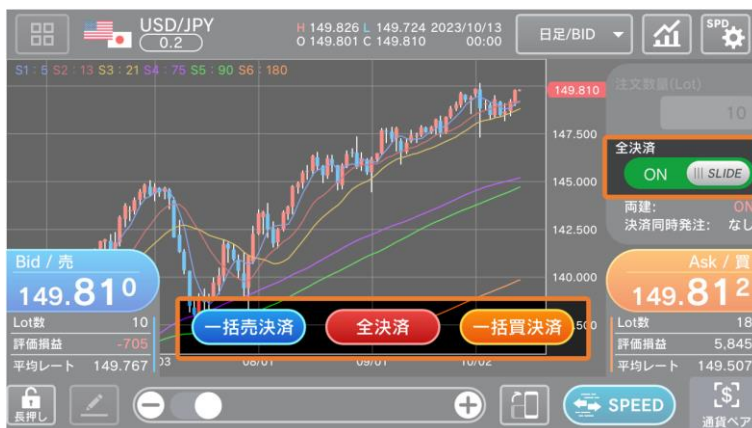 USD/JPY
0.2
H 149.826 L 149.724 2023/10/13
O 149.801 C 149.810 00:00
日足/BID
SPD
S1:5 S2:13 S3:21 S4:75 S5:90 S6:180
149.810
147.500
145.000
142.500
140.000
注文数量(Lot)
10
全決済
ON SLIDE
両建: ON
決済同時発注: なし
Bid / 売
149.810
Lot数 10
評価損益 -705
平均レート 149.767
一括売決済 全決済 一括買決済
Ask / 買
149.812
Lot数 18
評価損益 5,845
平均レート 149.507
08/01 09/01 10/02
長押し
SPEED
通貨ペア